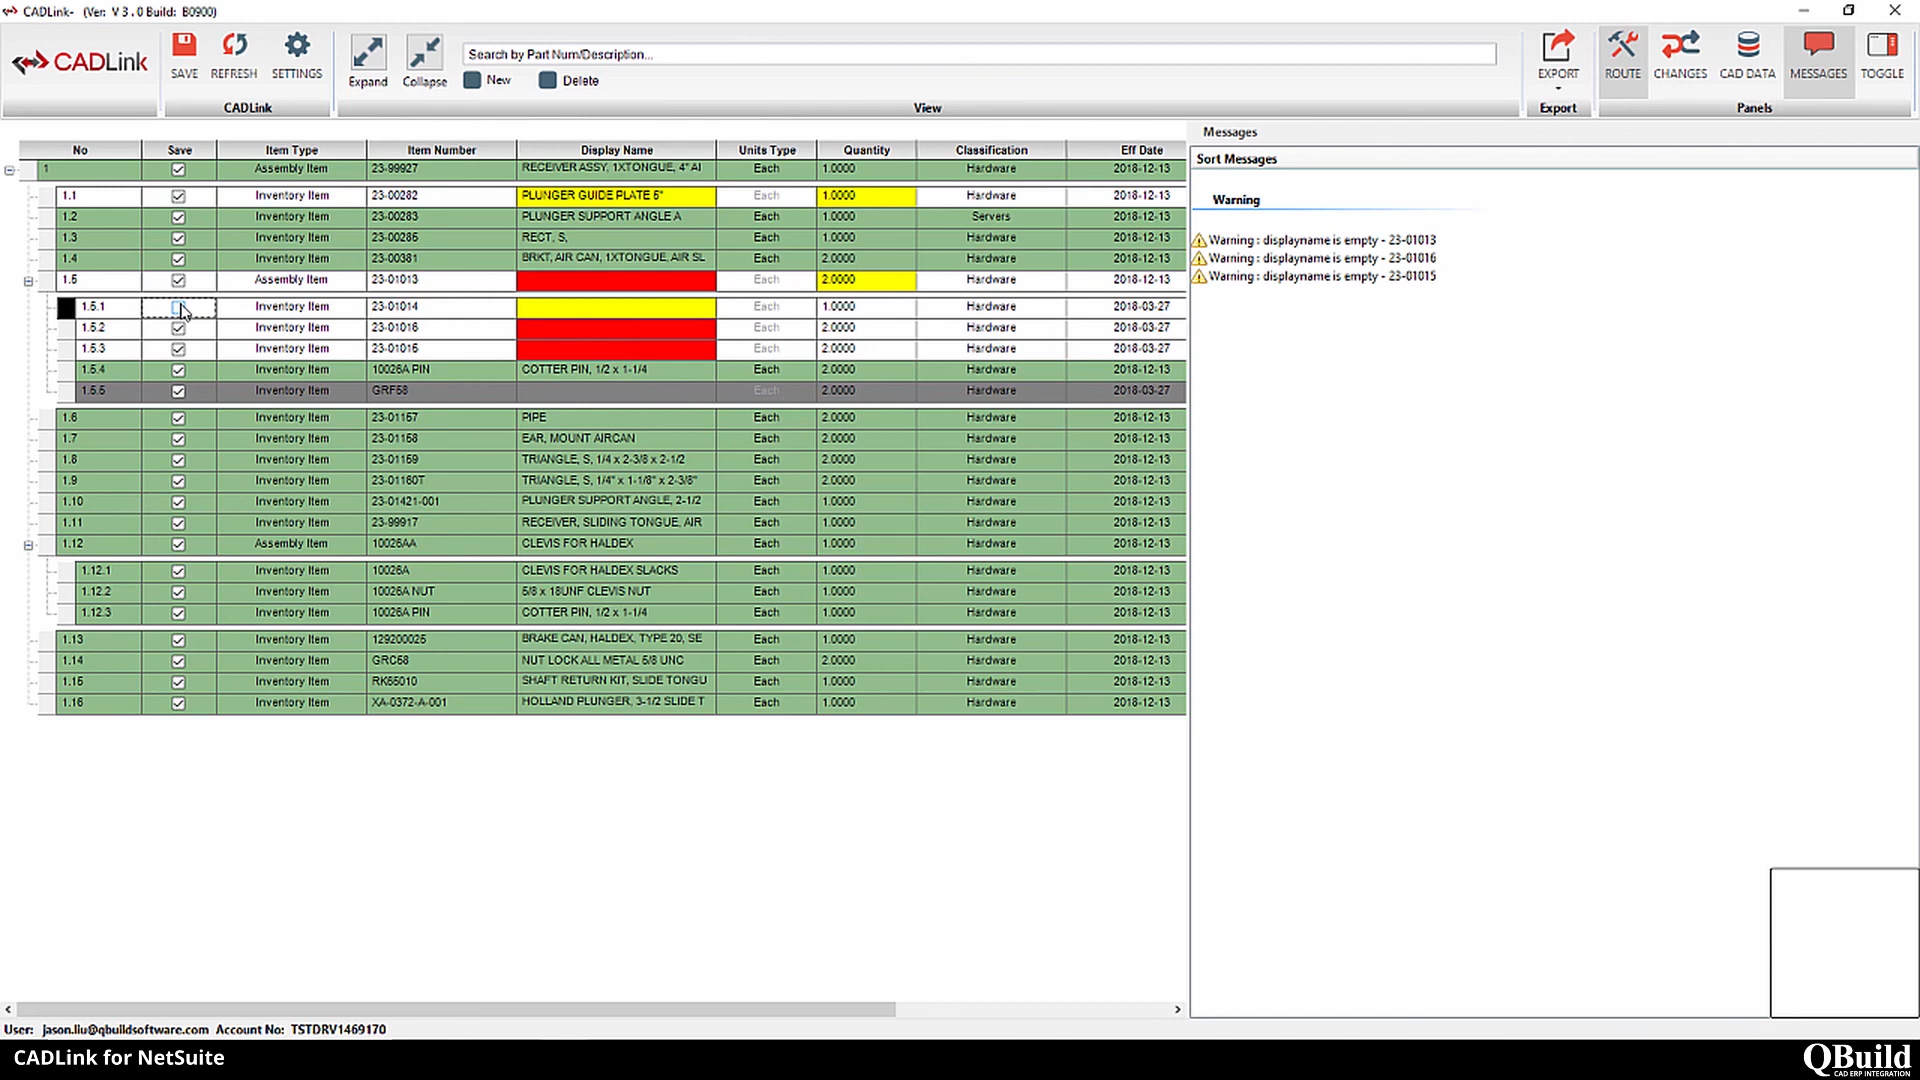 CADLink- (Ver: V 3 . 0 Build: B0900)
CADLink
SAVE REFRESH SETTINGS
CADLink
Expand Collapse
Search by Part Num/Description...
New Delete
View
EXPORT
Export
ROUTE CHANGES CAD DATA MESSAGES TOGGLE
Panels
No Save Item Type Item Number Display Name Units Type Quantity Classification Eff Date
1 Assembly Item 23-99927 RECEIVER ASSY, 1XTONGUE, 4" AI Each 1.0000 Hardware 2018-12-13
1.1 Inventory Item 23-00282 PLUNGER GUIDE PLATE 5" Each 1.0000 Hardware 2018-12-13
1.2 Inventory Item 23-00283 PLUNGER SUPPORT ANGLE A Each 1.0000 Servers 2018-12-13
1.3 Inventory Item 23-00285 RECT, S, Each 1.0000 Hardware 2018-12-13
1.4 Inventory Item 23-00381 BRKT, AIR CAN, 1XTONGUE, AIR SL Each 2.0000 Hardware 2018-12-13
1.5 Assembly Item 23-01013 Each 2.0000 Hardware 2018-12-13
1.5.1 Inventory Item 23-01014 Each 1.0000 Hardware 2018-03-27
1.5.2 Inventory Item 23-01016 Each 2.0000 Hardware 2018-03-27
1.5.3 Inventory Item 23-01015 Each 2.0000 Hardware 2018-03-27
1.5.4 Inventory Item 10026A PIN COTTER PIN, 1/2 x 1-1/4 Each 2.0000 Hardware 2018-12-13
1.5.5 Inventory Item GRF58 Each 2.0000 Hardware 2018-03-27
1.6 Inventory Item 23-01157 PIPE Each 2.0000 Hardware 2018-12-13
1.7 Inventory Item 23-01158 EAR, MOUNT AIRCAN Each 2.0000 Hardware 2018-12-13
1.8 Inventory Item 23-01159 TRIANGLE, S, 1/4 x 2-3/8 x 2-1/2 Each 2.0000 Hardware 2018-12-13
1.9 Inventory Item 23-01160T TRIANGLE, S, 1/4" x 1-1/8" x 2-3/8" Each 2.0000 Hardware 2018-12-13
1.10 Inventory Item 23-01421-001 PLUNGER SUPPORT ANGLE, 2-1/2 Each 1.0000 Hardware 2018-12-13
1.11 Inventory Item 23-99917 RECEIVER, SLIDING TONGUE, AIR Each 1.0000 Hardware 2018-12-13
1.12 Assembly Item 10026AA CLEVIS FOR HALDEX Each 1.0000 Hardware 2018-12-13
1.12.1 Inventory Item 10026A CLEVIS FOR HALDEX SLACKS Each 1.0000 Hardware 2018-12-13
1.12.2 Inventory Item 10026A NUT 5/8 x 18UNF CLEVIS NUT Each 1.0000 Hardware 2018-12-13
1.12.3 Inventory Item 10026A PIN COTTER PIN, 1/2 x 1-1/4 Each 1.0000 Hardware 2018-12-13
1.13 Inventory Item 129200025 BRAKE CAN, HALDEX, TYPE 20, SE Each 1.0000 Hardware 2018-12-13
1.14 Inventory Item GRC58 NUT LOCK ALL METAL 5/8 UNC Each 2.0000 Hardware 2018-12-13
1.15 Inventory Item RK65010 SHAFT RETURN KIT, SLIDE TONGU Each 1.0000 Hardware 2018-12-13
1.16 Inventory Item XA-0372-A-001 HOLLAND PLUNGER, 3-1/2 SLIDE T Each 1.0000 Hardware 2018-12-13
Messages
Sort Messages
Warning
Warning : displayname is empty - 23-01013
Warning : displayname is empty - 23-01016
Warning : displayname is empty - 23-01015
User: jason.liu@qbuildsoftware.com Account No: TSTDRV1469170
CADLink for NetSuite
QBuild
CAD ERP INTEGRATION